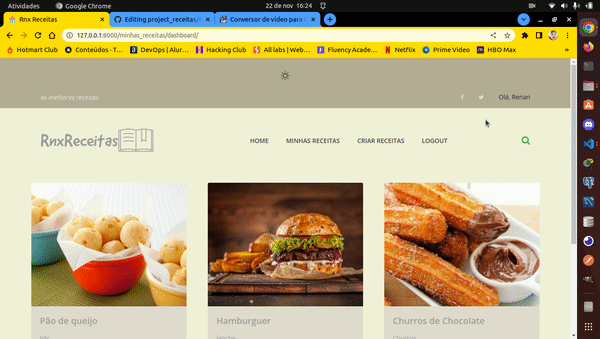 Atividades Google Chrome 22 de nov 16:24
Rnx Receitas Editing project_receitas/ Conversor de vídeo para
127.0.0.1:8000/minhas_receitas/dashboard/
Hotmart Club Conteúdos - T... DevOps | Alur... Hacking Club All labs | Web... Fluency Acade... Netflix Prime Video HBO Max »
As melhores receitas Olá, Renan
RnxReceitas HOME MINHAS RECEITAS CRIAR RECEITAS LOGOUT
Pão de queijo Hamburguer Churros de Chocolate